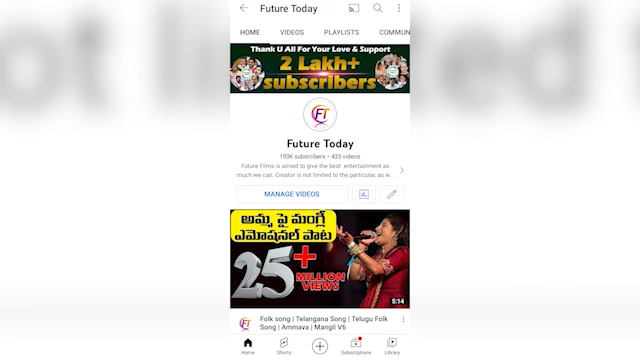 Future Today
HOME VIDEOS PLAYLISTS COMMUN
Thank U All For Your Love & Support
2 Lakh+
subscribers
FT
Future Today
193K subscribers • 433 videos
Future Films is aimed to give the best entertainment as
much we can. Creator is not limited to the particular, as w...
MANAGE VIDEOS
అమ్మ పై మంగ్లీ
ఎమోషనల్ పాట
25+
MILLION
VIEWS
5:14
Folk song | Telangana Song | Telugu Folk
Song | Ammava | Mangli V6
Home Shorts Subscriptions Library